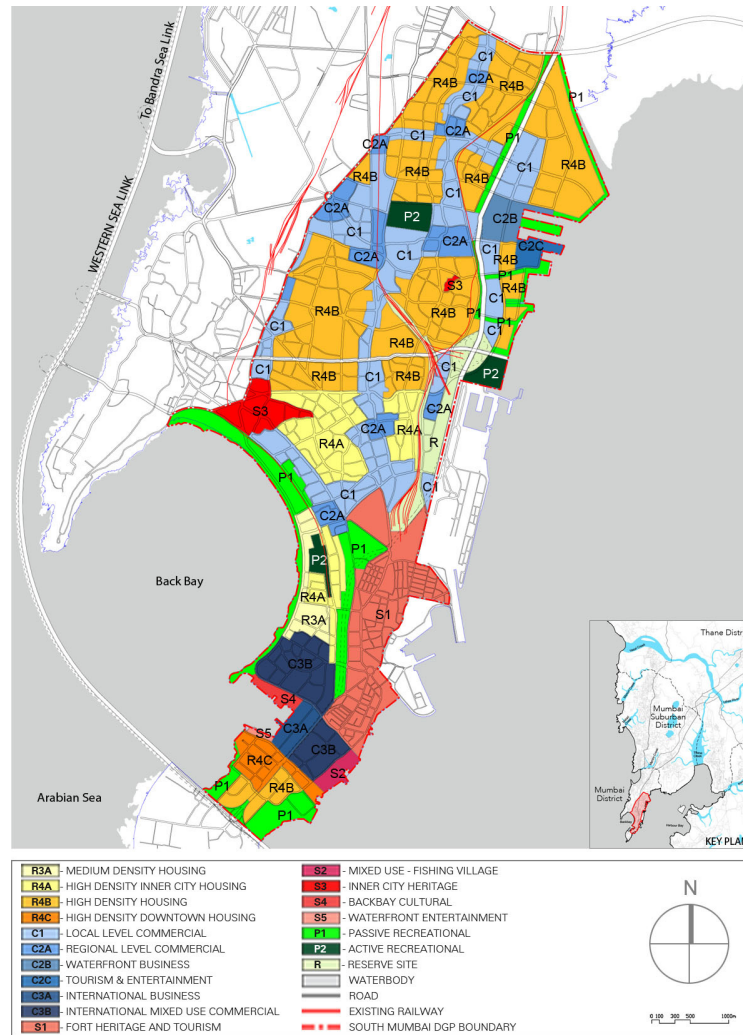 To Bandra Sea Link
WESTERN SEA LINK
C1
C2A
R4B
C1
R4B
P1
P1
C2A
C1
C2A
R4B
C1
R4B
C1
R4B
R4B
C1
C2A
P2
C2B
C1
C2A
C2A
C1
C1
C2C
R4B
P1
S3
R4B
R4B
C1
P1
R4B
P1
C1
R4B
C1
C1
R4B
C1
R4B
C1
P2
S3
C2A
R4A
C2A
R4A
R
P1
C1
C1
C2A
P1
P2
Back Bay
R4A
S1
R3A
C3B
S4
C3A
S5
C3B
R4C
S2
P1
R4B
Arabian Sea
P1
Thane Distri
Mumbai
Suburban
District
Mumbai
District
KEY PLAN
R3A - MEDIUM DENSITY HOUSING
R4A - HIGH DENSITY INNER CITY HOUSING
R4B - HIGH DENSITY HOUSING
R4C - HIGH DENSITY DOWNTOWN HOUSING
C1 - LOCAL LEVEL COMMERCIAL
C2A - REGIONAL LEVEL COMMERCIAL
C2B - WATERFRONT BUSINESS
C2C - TOURISM & ENTERTAINMENT
C3A - INTERNATIONAL BUSINESS
C3B - INTERNATIONAL MIXED USE COMMERCIAL
S1 - FORT HERITAGE AND TOURISM
S2 - MIXED USE - FISHING VILLAGE
S3 - INNER CITY HERITAGE
S4 - BACKBAY CULTURAL
S5 - WATERFRONT ENTERTAINMENT
P1 - PASSIVE RECREATIONAL
P2 - ACTIVE RECREATIONAL
R - RESERVE SITE
WATERBODY
ROAD
EXISTING RAILWAY
SOUTH MUMBAI DGP BOUNDARY
N
0 100 300 500 1000m